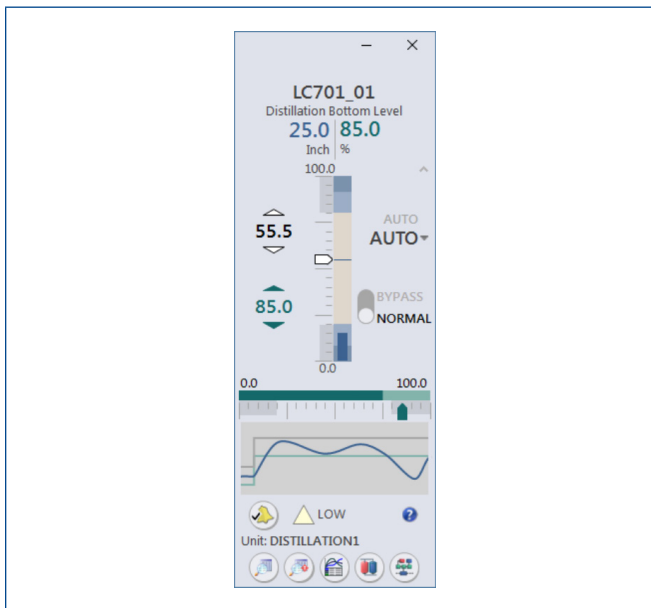 LC701_01
Distillation Bottom Level
25.0 85.0
Inch %
100.0
AUTO
55.5
AUTO
BYPASS
85.0
NORMAL
0.0
0.0 100.0
LOW
?
Unit: DISTILLATION1